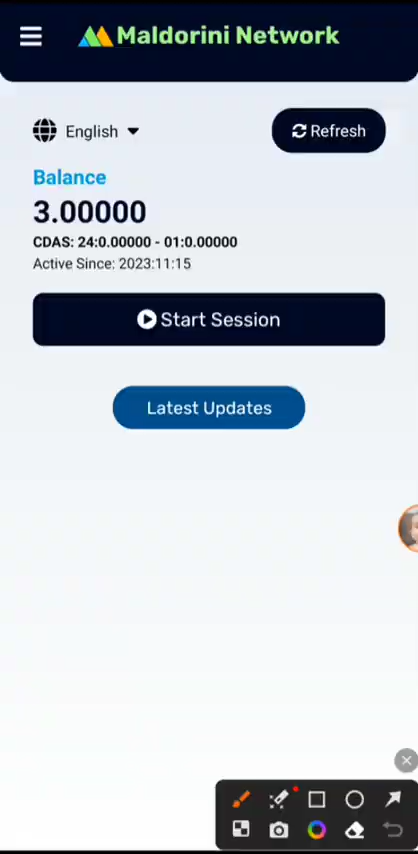 Maldorini Network
English
Refresh
Balance
3.00000
CDAS: 24:0.00000 - 01:0.00000
Active Since: 2023:11:15
Start Session
Latest Updates